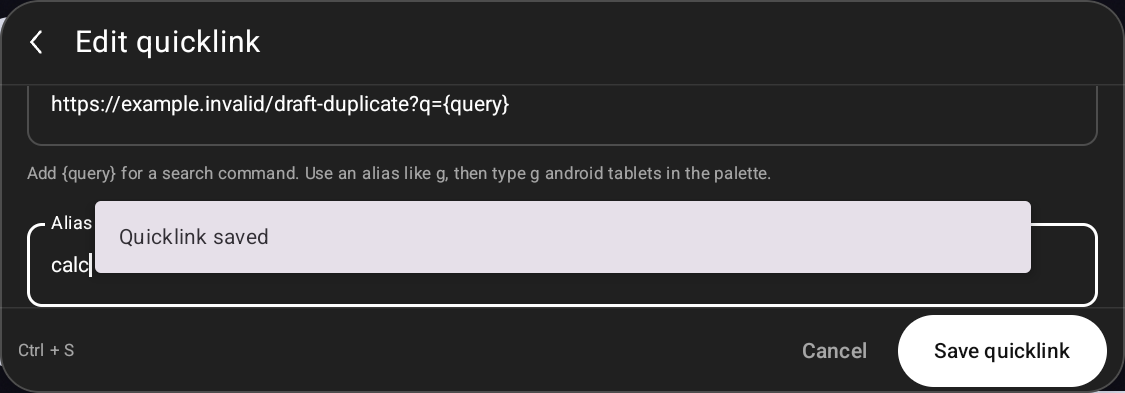 Edit quicklink
https://example.invalid/draft-duplicate?q={query}
Add {query} for a search command. Use an alias like g, then type g android tablets in the palette.
Alias
Quicklink saved
calc
Ctrl + S
Cancel
Save quicklink